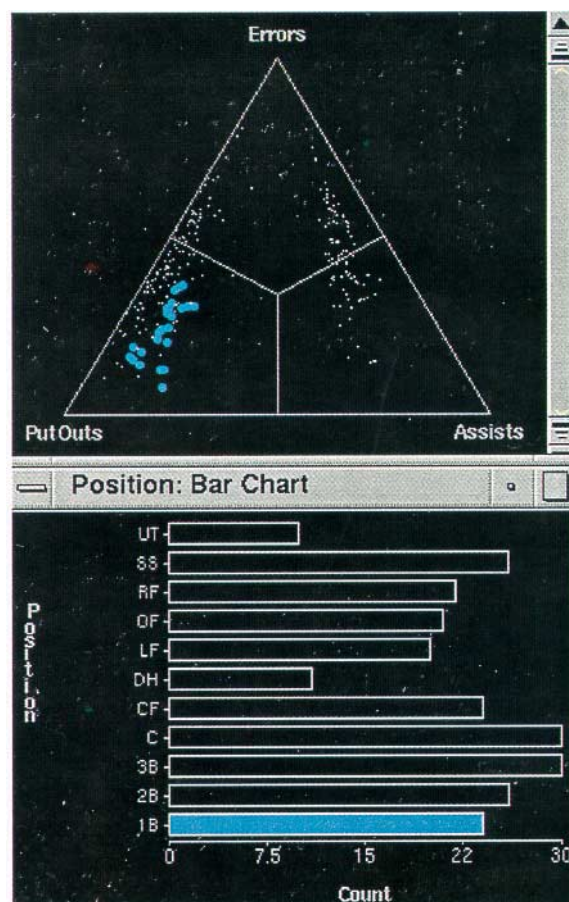 Errors
PutOuts
Assists
Position: Bar Chart
Position
UT
SS
RF
OF
LF
DH
CF
C
3B
2B
1B
0 7.5 15 22 30
Count